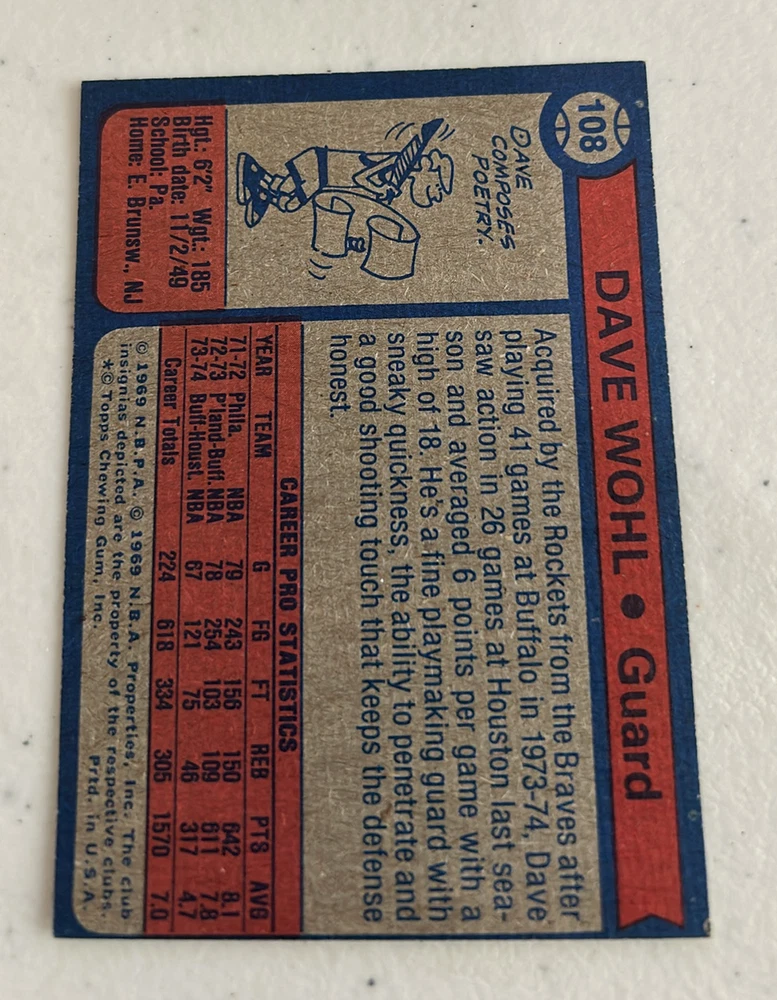 108
DAVE WOHL • Guard
DAVE
COMPOSES
POETRY.
Hgt.: 6'2" Wgt.: 185
Birth date: 11/2/49
School: Pa.
Home: E. Brunsw., NJ
Acquired by the Rockets from the Braves after
playing 41 games at Buffalo in 1973-74, Dave
saw action in 26 games at Houston last sea-
son and averaged 6 points per game with a
high of 18. He's a fine playmaking guard with
sneaky quickness, the ability to penetrate and
a good shooting touch that keeps the defense
honest.
CAREER PRO STATISTICS
YEAR TEAM G FG FT REB PTS AVG
71-72 Phila. NBA 79 243 156 150 642 8.1
72-73 P'land-Buff. NBA 78 254 103 109 611 7.8
73-74 Buff-Houst. NBA 67 121 75 46 317 4.7
Career Totals 224 618 334 305 1570 7.0
© 1969 N.B.P.A. © 1969 N.B.A. Properties, Inc. The club
insignias depicted are the property of the respective clubs.
*© Topps Chewing Gum, Inc. Prtd. in U.S.A.